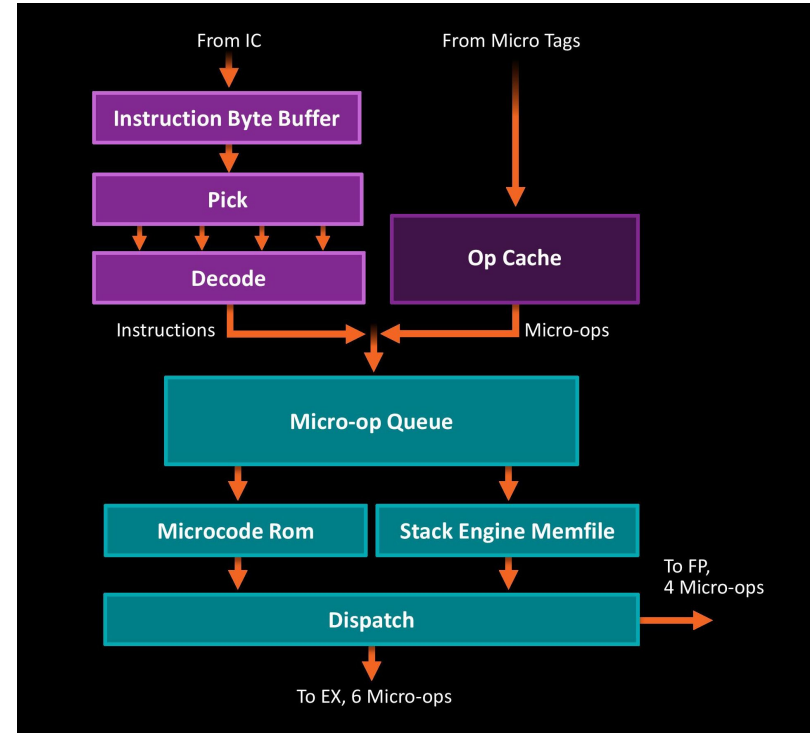 From IC
From Micro Tags
Instruction Byte Buffer
Pick
Op Cache
Decode
Instructions
Micro-ops
Micro-op Queue
Microcode Rom
Stack Engine Memfile
To FP,
4 Micro-ops
Dispatch
To EX, 6 Micro-ops